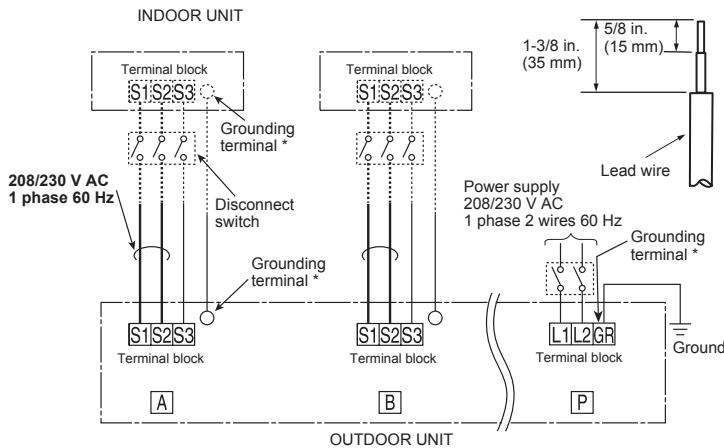 INDOOR UNIT
Terminal block
S1 S2 S3
Grounding
terminal *
Disconnect
switch
208/230 V AC
1 phase 60 Hz
Grounding
terminal *
S1 S2 S3
Terminal block
A
Terminal block
S1 S2 S3
S1 S2 S3
Terminal block
B
1-3/8 in.
(35 mm)
5/8 in.
(15 mm)
Lead wire
Power supply
208/230 V AC
1 phase 2 wires 60 Hz
Grounding
terminal *
L1 L2 GR
Terminal block
Ground
P
OUTDOOR UNIT